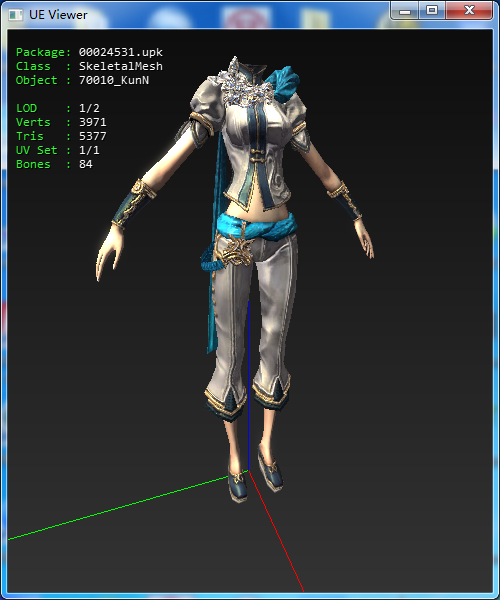 UE Viewer
Package: 00024531.upk
Class : SkeletalMesh
Object : 70010_KunN
LOD : 1/2
Verts : 3971
Tris : 5377
UV Set : 1/1
Bones : 84